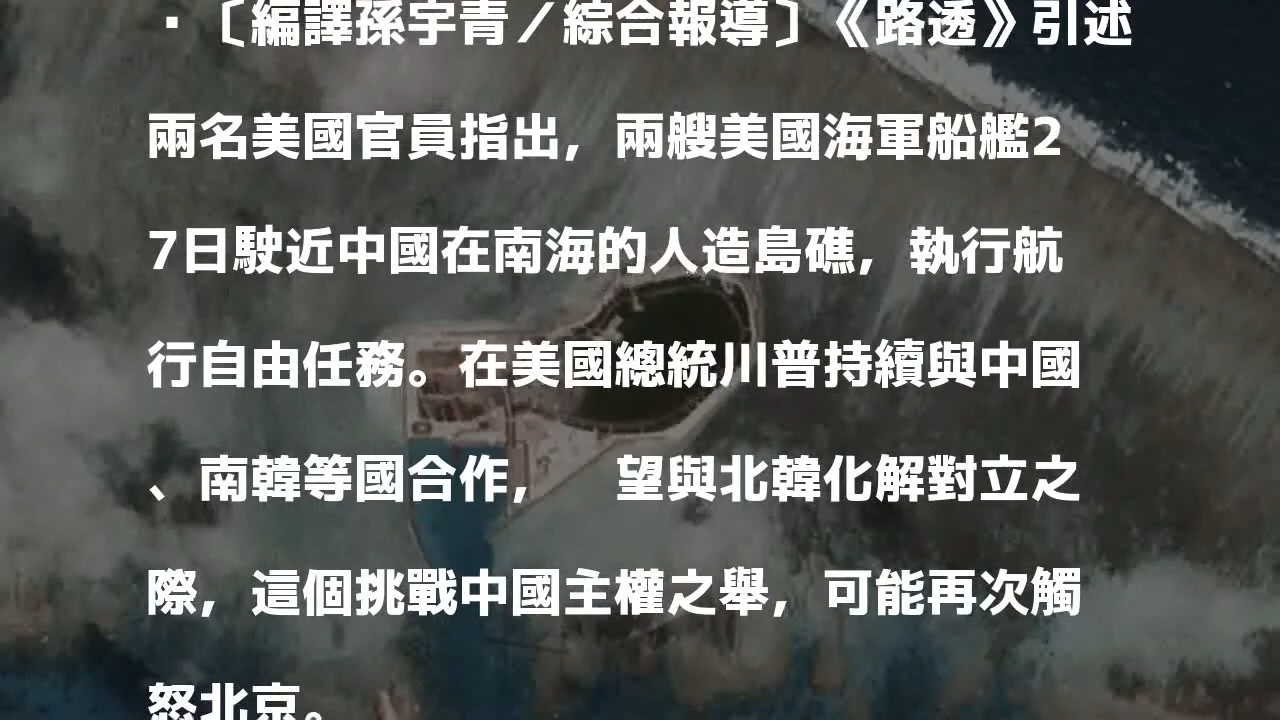 ▪〔編譯孫宇青／綜合報導〕《路透》引述
兩名美國官員指出，兩艘美國海軍船艦2
7日駛近中國在南海的人造島礁，執行航
行自由任務。在美國總統川普持續與中國
、南韓等國合作，　望與北韓化解對立之
際，這個挑戰中國主權之舉，可能再次觸
怒北京。